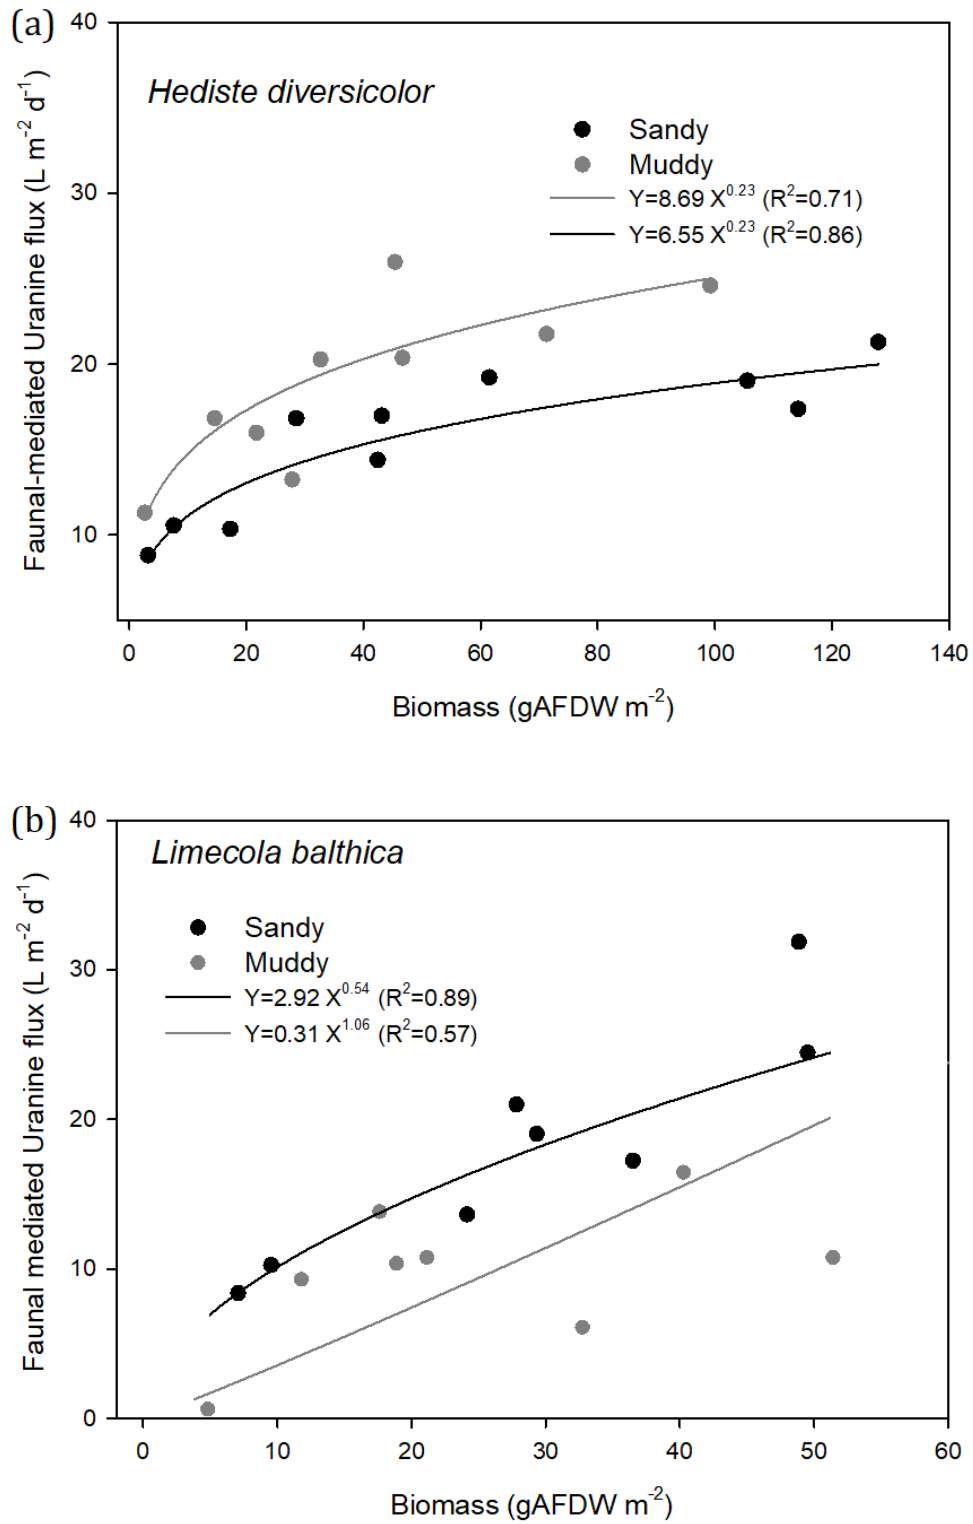 (a)
40
30
20
10
Faunal-mediated Uranine flux (L m⁻² d⁻¹)
Hediste diversicolor
Sandy
Muddy
Y=8.69 X⁰·²³ (R²=0.71)
Y=6.55 X⁰·²³ (R²=0.86)
0 20 40 60 80 100 120 140
Biomass (gAFDW m⁻²)
(b)
40
30
20
10
0
Faunal mediated Uranine flux (L m⁻² d⁻¹)
Limecola balthica
Sandy
Muddy
Y=2.92 X⁰·⁵⁴ (R²=0.89)
Y=0.31 X¹·⁰⁶ (R²=0.57)
0 10 20 30 40 50 60
Biomass (gAFDW m⁻²)